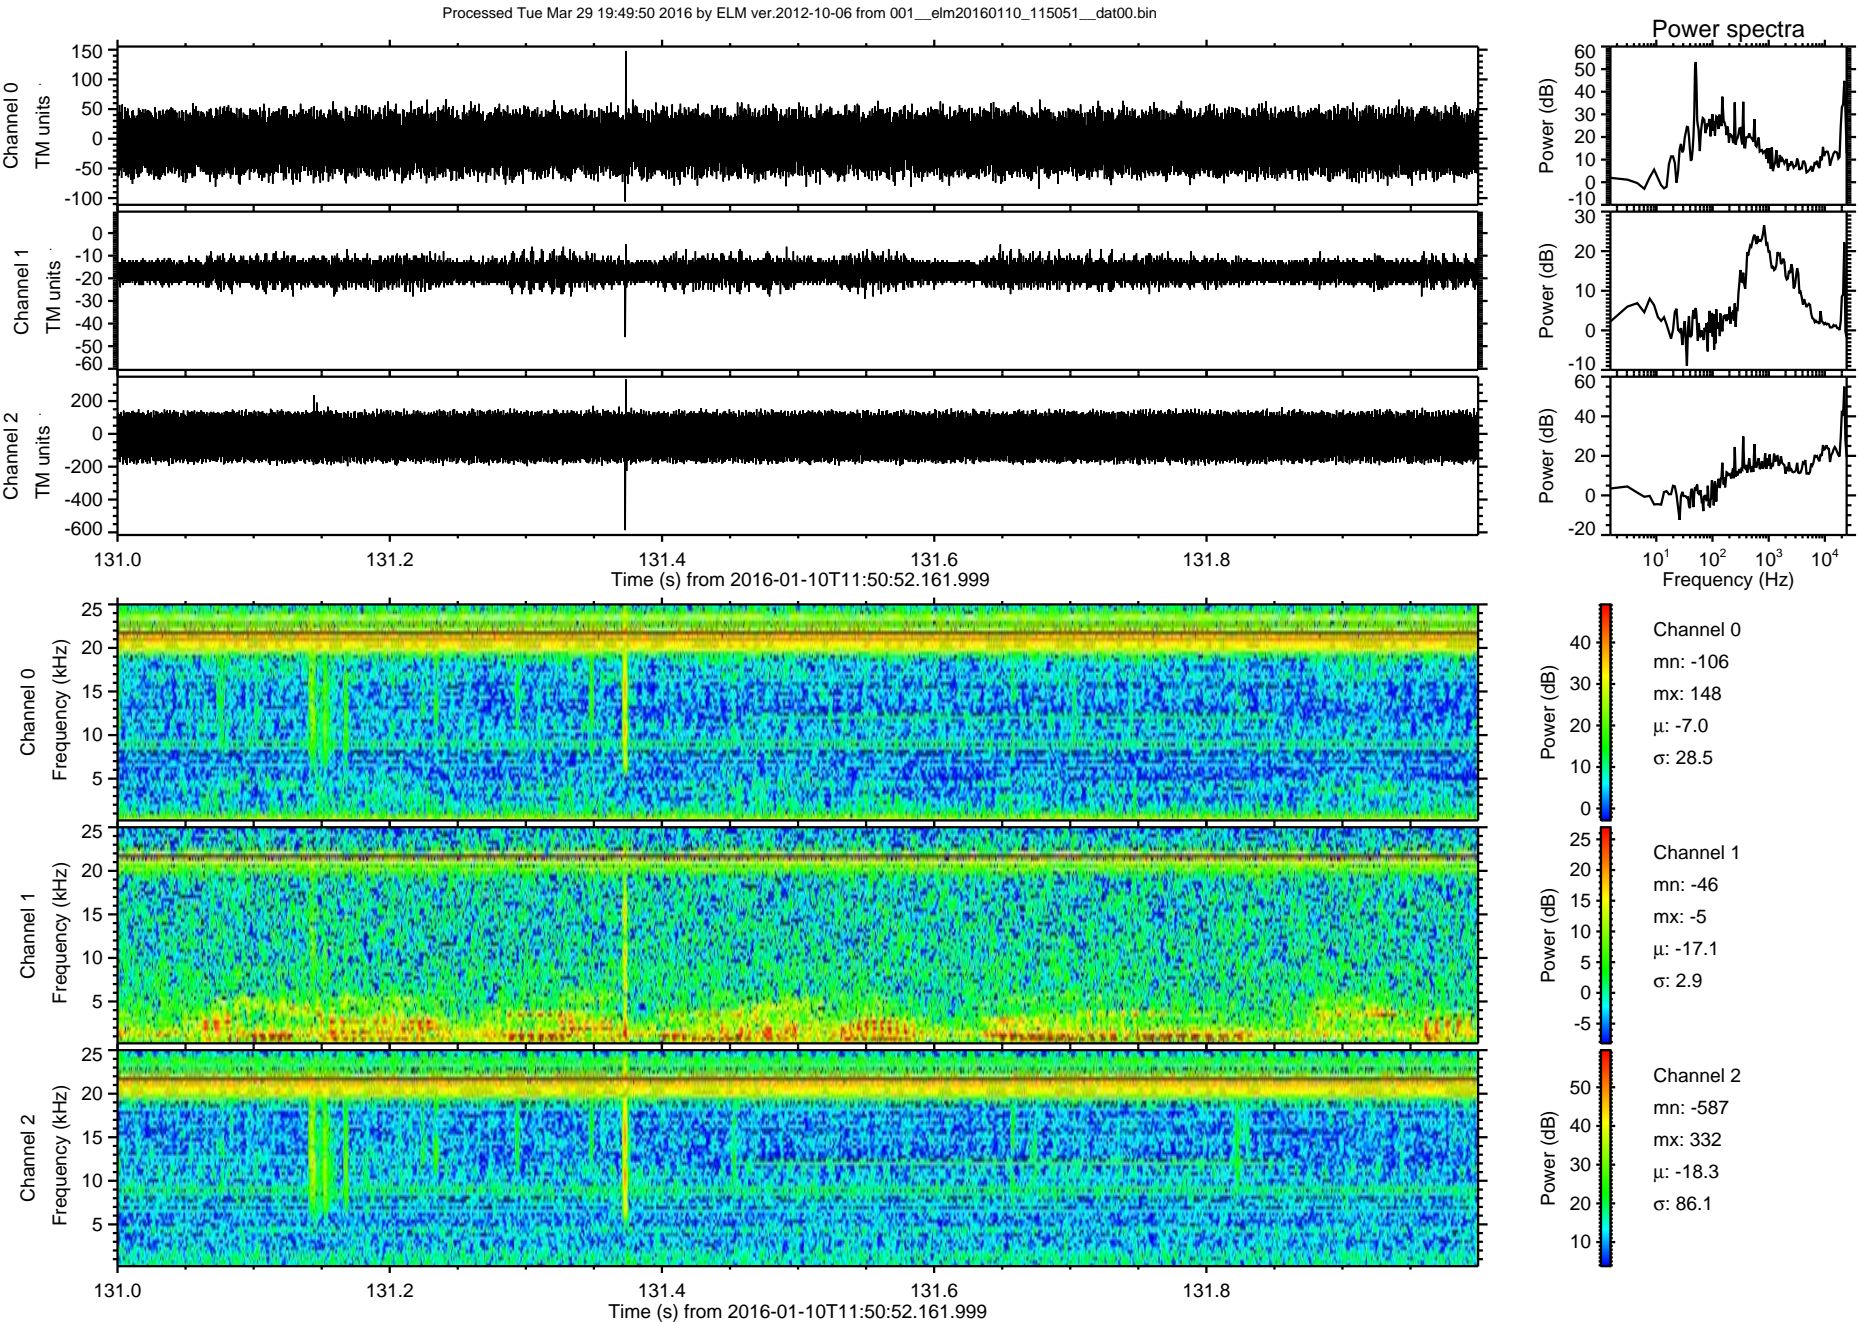 Processed Tue Mar 29 19:49:50 2016 by ELM ver.2012-10-06 from 001__elm20160110_115051__dat00.bin
Power spectra
Channel 0
TM units
150
100
50
0
-50
-100
Power (dB)
60
50
40
30
20
10
0
-10
Channel 1
TM units
0
-10
-20
-30
-40
-50
-60
Power (dB)
30
20
10
0
-10
Channel 2
TM units
200
0
-200
-400
-600
Power (dB)
60
40
20
0
-20
131.0 131.2 131.4 131.6 131.8
Time (s) from 2016-01-10T11:50:52.161.999
10^1 10^2 10^3 10^4
Frequency (Hz)
Channel 0
Frequency (kHz)
25
20
15
10
5
Power (dB)
40
30
20
10
0
Channel 0
mn: -106
mx: 148
μ: -7.0
σ: 28.5
Channel 1
Frequency (kHz)
25
20
15
10
5
Power (dB)
25
20
15
10
5
0
-5
Channel 1
mn: -46
mx: -5
μ: -17.1
σ: 2.9
Channel 2
Frequency (kHz)
25
20
15
10
5
Power (dB)
50
40
30
20
10
Channel 2
mn: -587
mx: 332
μ: -18.3
σ: 86.1
131.0 131.2 131.4 131.6 131.8
Time (s) from 2016-01-10T11:50:52.161.999